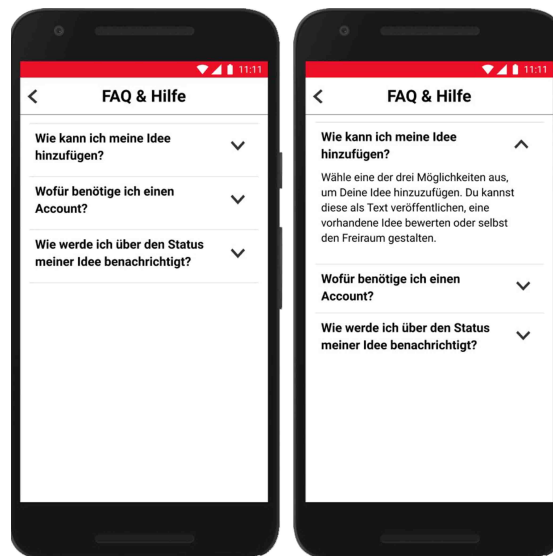 11:11
FAQ & Hilfe
Wie kann ich meine Idee
hinzufügen?
Wofür benötige ich einen
Account?
Wie werde ich über den Status
meiner Idee benachrichtigt?
11:11
FAQ & Hilfe
Wie kann ich meine Idee
hinzufügen?
Wähle eine der drei Möglichkeiten aus,
um Deine Idee hinzuzufügen. Du kannst
diese als Text veröffentlichen, eine
vorhandene Idee bewerten oder selbst
den Freiraum gestalten.
Wofür benötige ich einen
Account?
Wie werde ich über den Status
meiner Idee benachrichtigt?